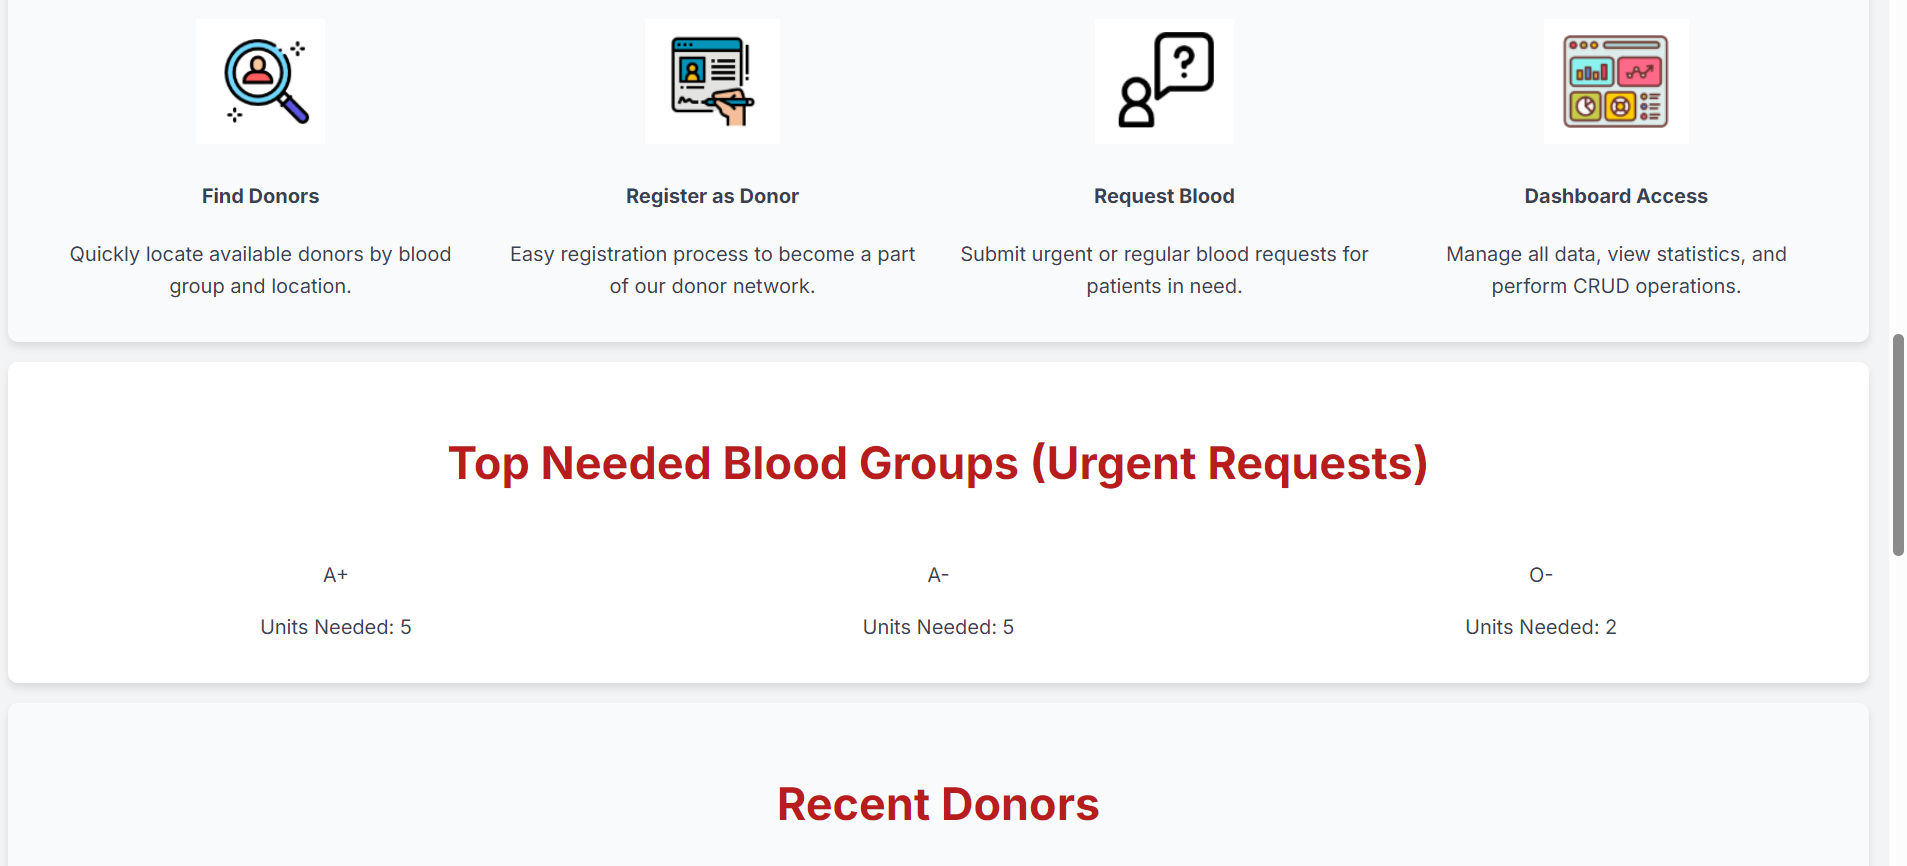 Find Donors
Quickly locate available donors by blood
group and location.
Register as Donor
Easy registration process to become a part
of our donor network.
Request Blood
Submit urgent or regular blood requests for
patients in need.
Dashboard Access
Manage all data, view statistics, and
perform CRUD operations.
Top Needed Blood Groups (Urgent Requests)
A+
Units Needed: 5
A-
Units Needed: 5
O-
Units Needed: 2
Recent Donors